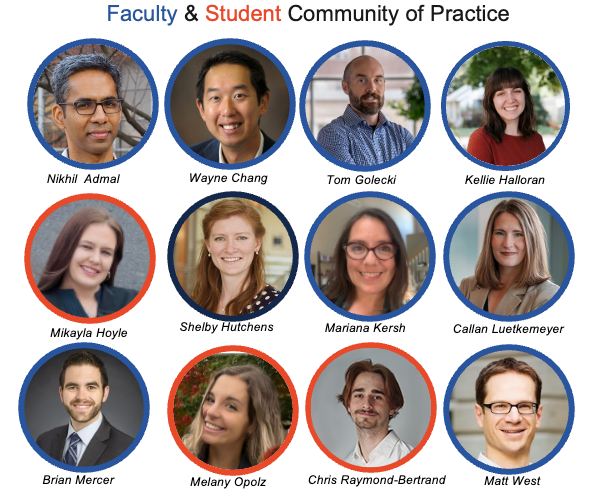 Faculty & Student Community of Practice
Nikhil Admal
Wayne Chang
Tom Golecki
Kellie Halloran
Mikayla Hoyle
Shelby Hutchens
Mariana Kersh
Callan Luetkemeyer
Brian Mercer
Melany Opolz
Chris Raymond-Bertrand
Matt West